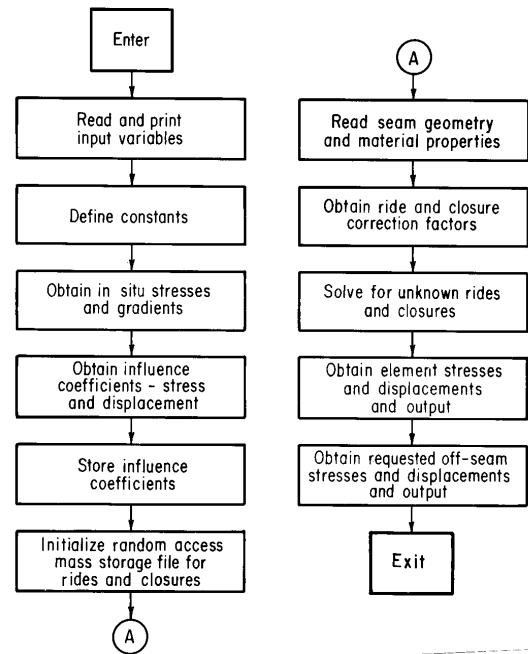 Enter
Read and print
input variables
Define constants
Obtain in situ stresses
and gradients
Obtain influence
coefficients - stress
and displacement
Store influence
coefficients
Initialize random access
mass storage file for
rides and closures
A
A
Read seam geometry
and material properties
Obtain ride and closure
correction factors
Solve for unknown rides
and closures
Obtain element stresses
and displacements
and output
Obtain requested off-seam
stresses and displacements
and output
Exit